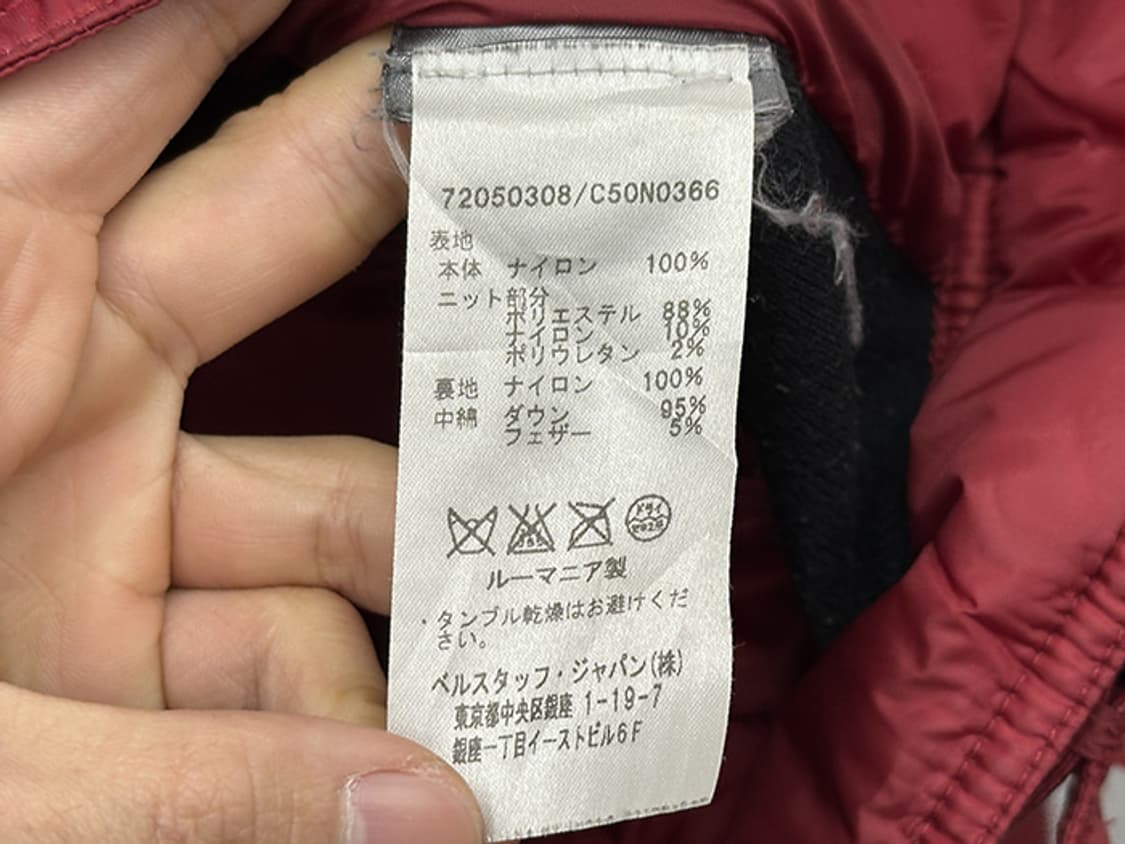 72050308/C50N0366
表地
本体 ナイロン 100%
ニット部分
ポリエステル 88%
ナイロン 10%
ポリウレタン 2%
裏地 ナイロン 100%
中綿 ダウン 95%
フェザー 5%
ドライ
ルーマニア製
・タンブル乾燥はお避けくだ
さい。
ベルスタッフ・ジャパン(株)
東京都中央区銀座 1-19-7
銀座一丁目イーストビル6F